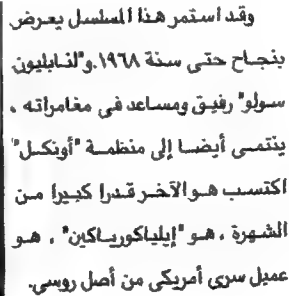 وقد استمر هذا المسلسل يعرض
بنجاح حتى سنة ١٩٦٨.و"لنابليون
سولو" رفيق ومساعد فى مغامراته ،
ينتمى أيضا إلى منظمة "أونكل"
اكتسب هو الآخر قدرا كبيرا من
الشهرة ، هو "إيلياكورياكين" ، هو
عميل سرى أمريكى من أصل روسى.